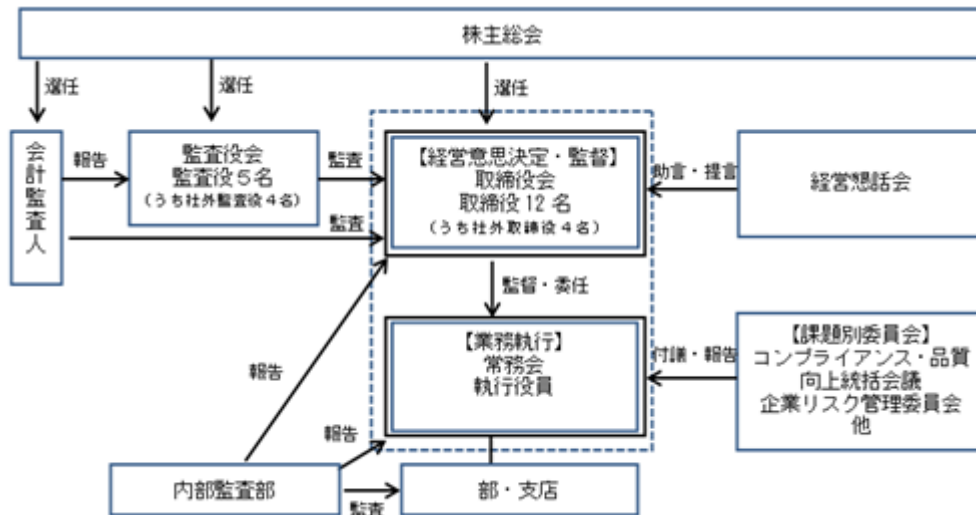 株主総会
選任
選任
選任
会計監査人
報告
監査役会
監査役5名
(うち社外監査役4名)
監査
監査
【経営意思決定・監督】
取締役会
取締役12名
(うち社外取締役4名)
助言・提言
経営懇話会
監督・委任
【業務執行】
常務会
執行役員
付議・報告
【課題別委員会】
コンプライアンス・品質
向上統括会議
企業リスク管理委員会
他
報告
報告
内部監査部
監査
部・支店